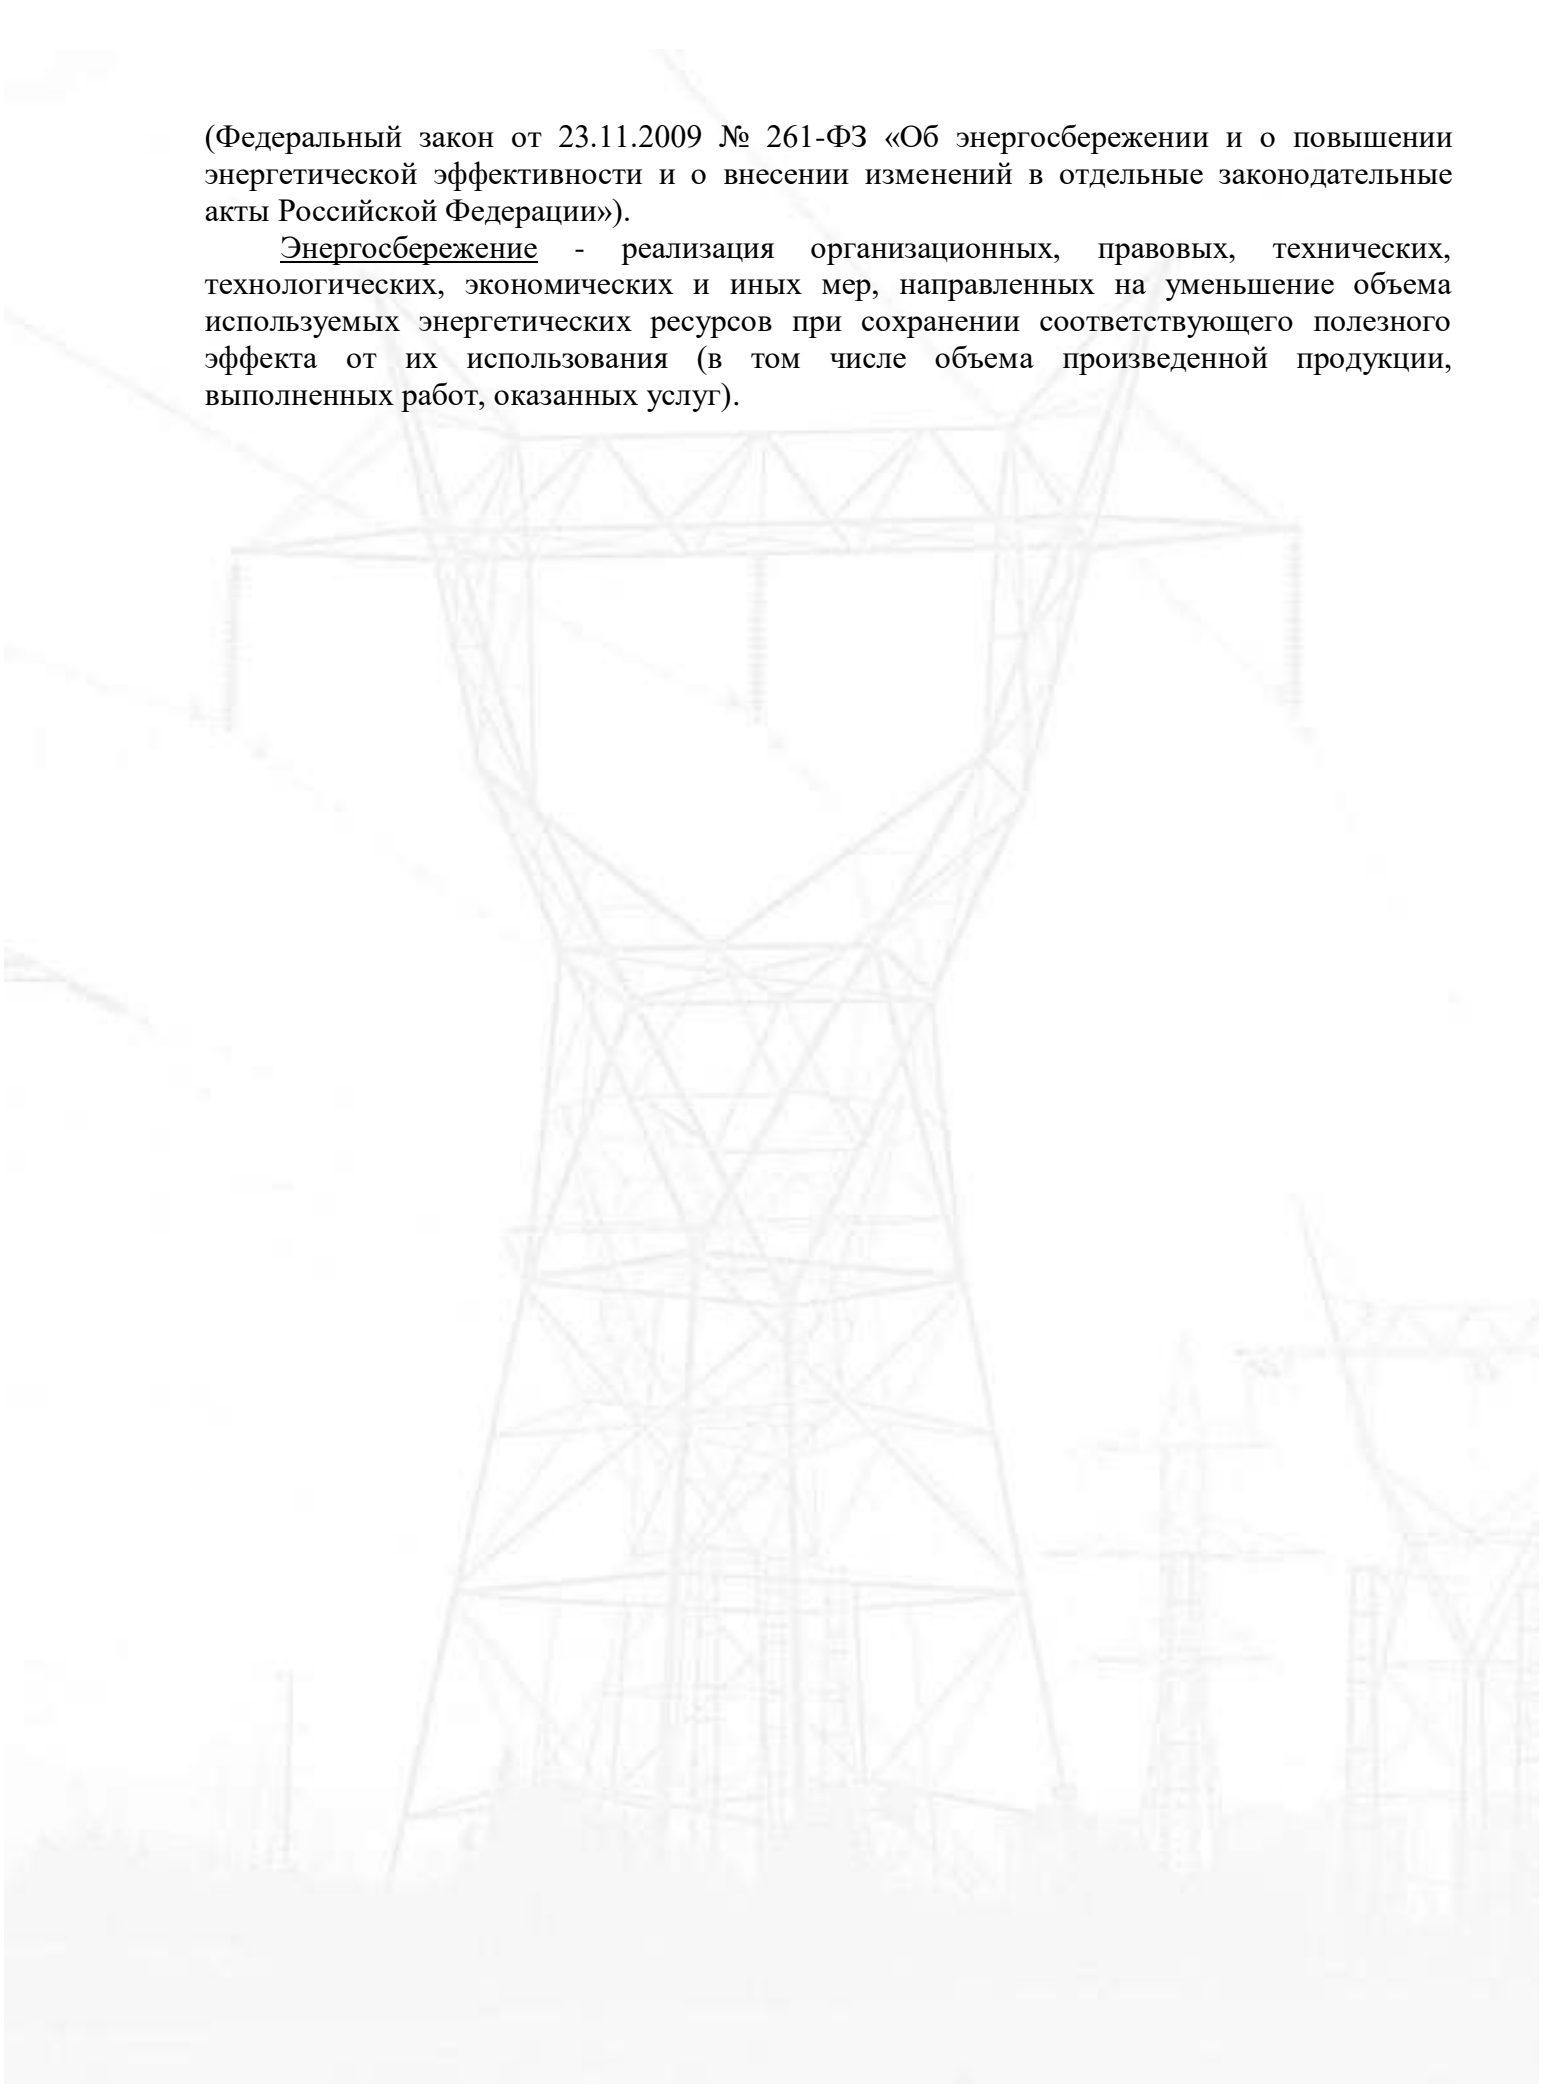 (Федеральный закон от 23.11.2009 № 261-ФЗ «Об энергосбережении и о повышении
энергетической эффективности и о внесении изменений в отдельные законодательные
акты Российской Федерации»).
Энергосбережение - реализация организационных, правовых, технических,
технологических, экономических и иных мер, направленных на уменьшение объема
используемых энергетических ресурсов при сохранении соответствующего полезного
эффекта от их использования (в том числе объема произведенной продукции,
выполненных работ, оказанных услуг).